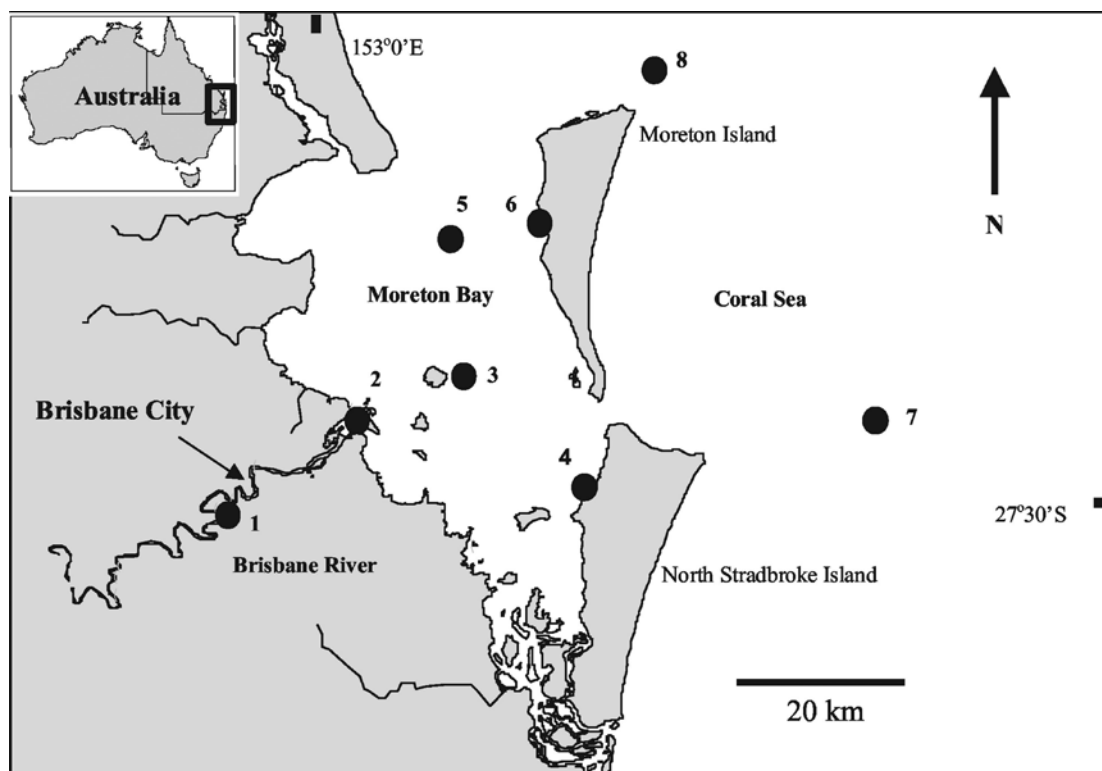 Australia
153°0'E
8
Moreton Island
N
5
6
Moreton Bay
Coral Sea
3
2
Brisbane City
7
4
27°30'S
1
Brisbane River
North Stradbroke Island
20 km